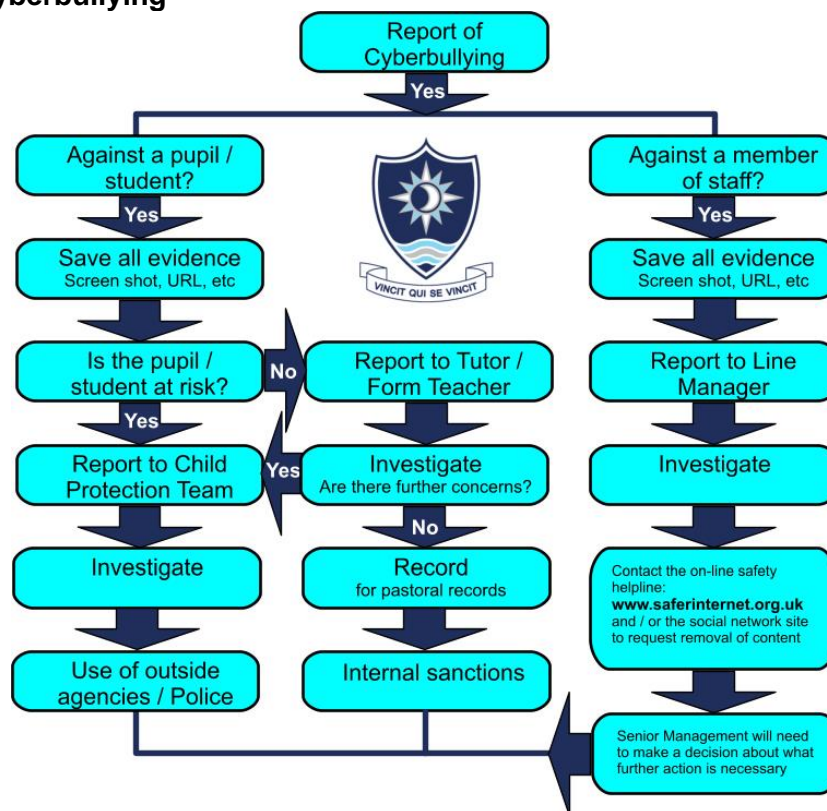 yberbullying
Report of
Cyberbullying
Yes
Against a pupil /
student?
Yes
Save all evidence
Screen shot, URL, etc
Is the pupil /
student at risk?
No
Yes
Report to Child
Protection Team
Investigate
Use of outside
agencies / Police
VINCIT QUI SE VINCIT
Report to Tutor /
Form Teacher
Investigate
Are there further concerns?
Yes
No
Record
for pastoral records
Internal sanctions
Against a member
of staff?
Yes
Save all evidence
Screen shot, URL, etc
Report to Line
Manager
Investigate
Contact the on-line safety
helpline:
www.saferinternet.org.uk
and / or the social network site
to request removal of content
Senior Management will need
to make a decision about what
further action is necessary